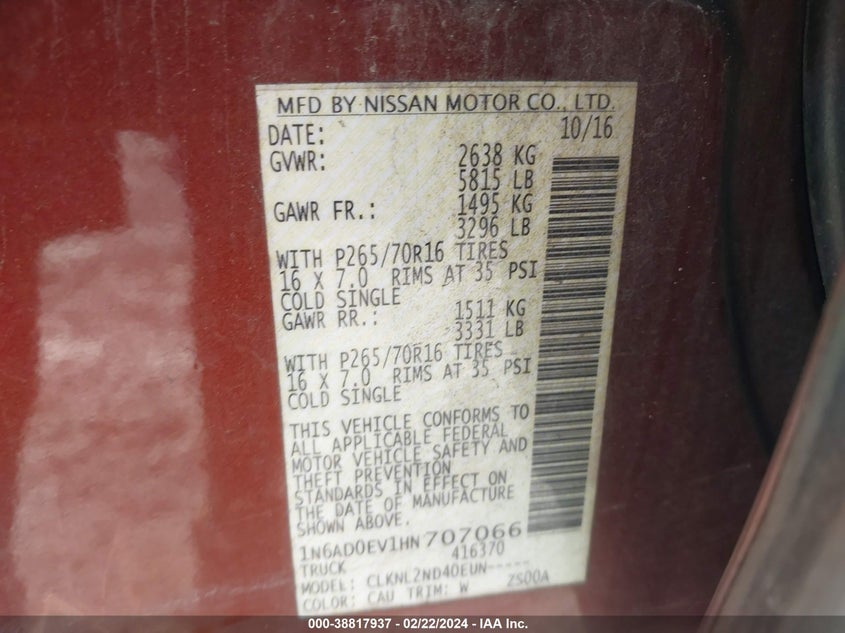 MFD BY NISSAN MOTOR CO., LTD.
DATE: 10/16
GVWR: 2638 KG
5815 LB
GAWR FR.: 1495 KG
3296 LB
WITH P265/70R16 TIRES
16 X 7.0 RIMS AT 35 PSI
COLD SINGLE
GAWR RR.: 1511 KG
3331 LB
WITH P265/70R16 TIRES
16 X 7.0 RIMS AT 35 PSI
COLD SINGLE
THIS VEHICLE CONFORMS TO
ALL APPLICABLE FEDERAL
MOTOR VEHICLE SAFETY AND
THEFT PREVENTION
STANDARDS IN EFFECT ON
THE DATE OF MANUFACTURE
SHOWN ABOVE.
1N6AD0EV1HN707066
TRUCK 416370
MODEL: CLKNL2ND40EUN-----
COLOR: CAU TRIM: W ZS00A
000-38817937 - 02/22/2024 - IAA Inc.